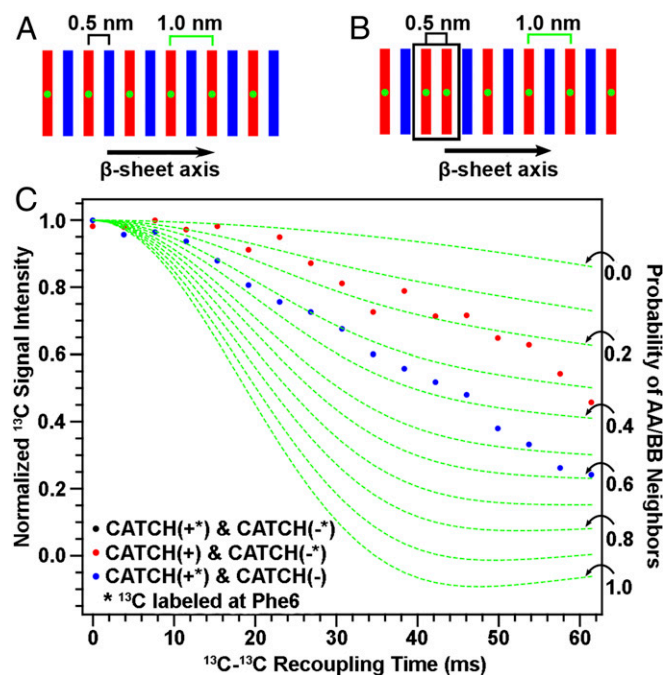 A
0.5 nm 1.0 nm
β-sheet axis
B
0.5 nm 1.0 nm
β-sheet axis
C
Normalized ¹³C Signal Intensity
1.0
0.8
0.6
0.4
0.2
0.0
CATCH(+*) & CATCH(-*)
CATCH(+) & CATCH(-*)
CATCH(+*) & CATCH(-)
* ¹³C labeled at Phe6
0 10 20 30 40 50 60
¹³C-¹³C Recoupling Time (ms)
0.0
0.2
0.4
0.6
0.8
1.0
Probability of AA/BB Neighbors